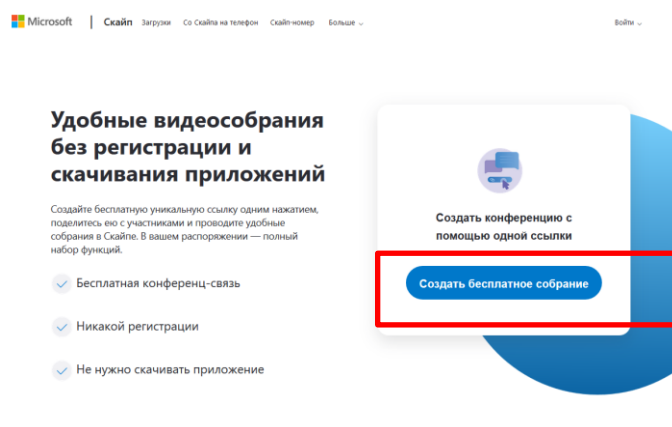 Microsoft | Скайп Загрузки Со Скайпа на телефон Скайп-номер Больше Войти
Удобные видеособрания
без регистрации и
скачивания приложений
Создайте бесплатную уникальную ссылку одним нажатием,
поделитесь ею с участниками и проводите удобные
собрания в Скайпе. В вашем распоряжении — полный
набор функций.
Бесплатная конференц-связь
Никакой регистрации
Не нужно скачивать приложение
Создать конференцию с
помощью одной ссылки
Создать бесплатное собрание